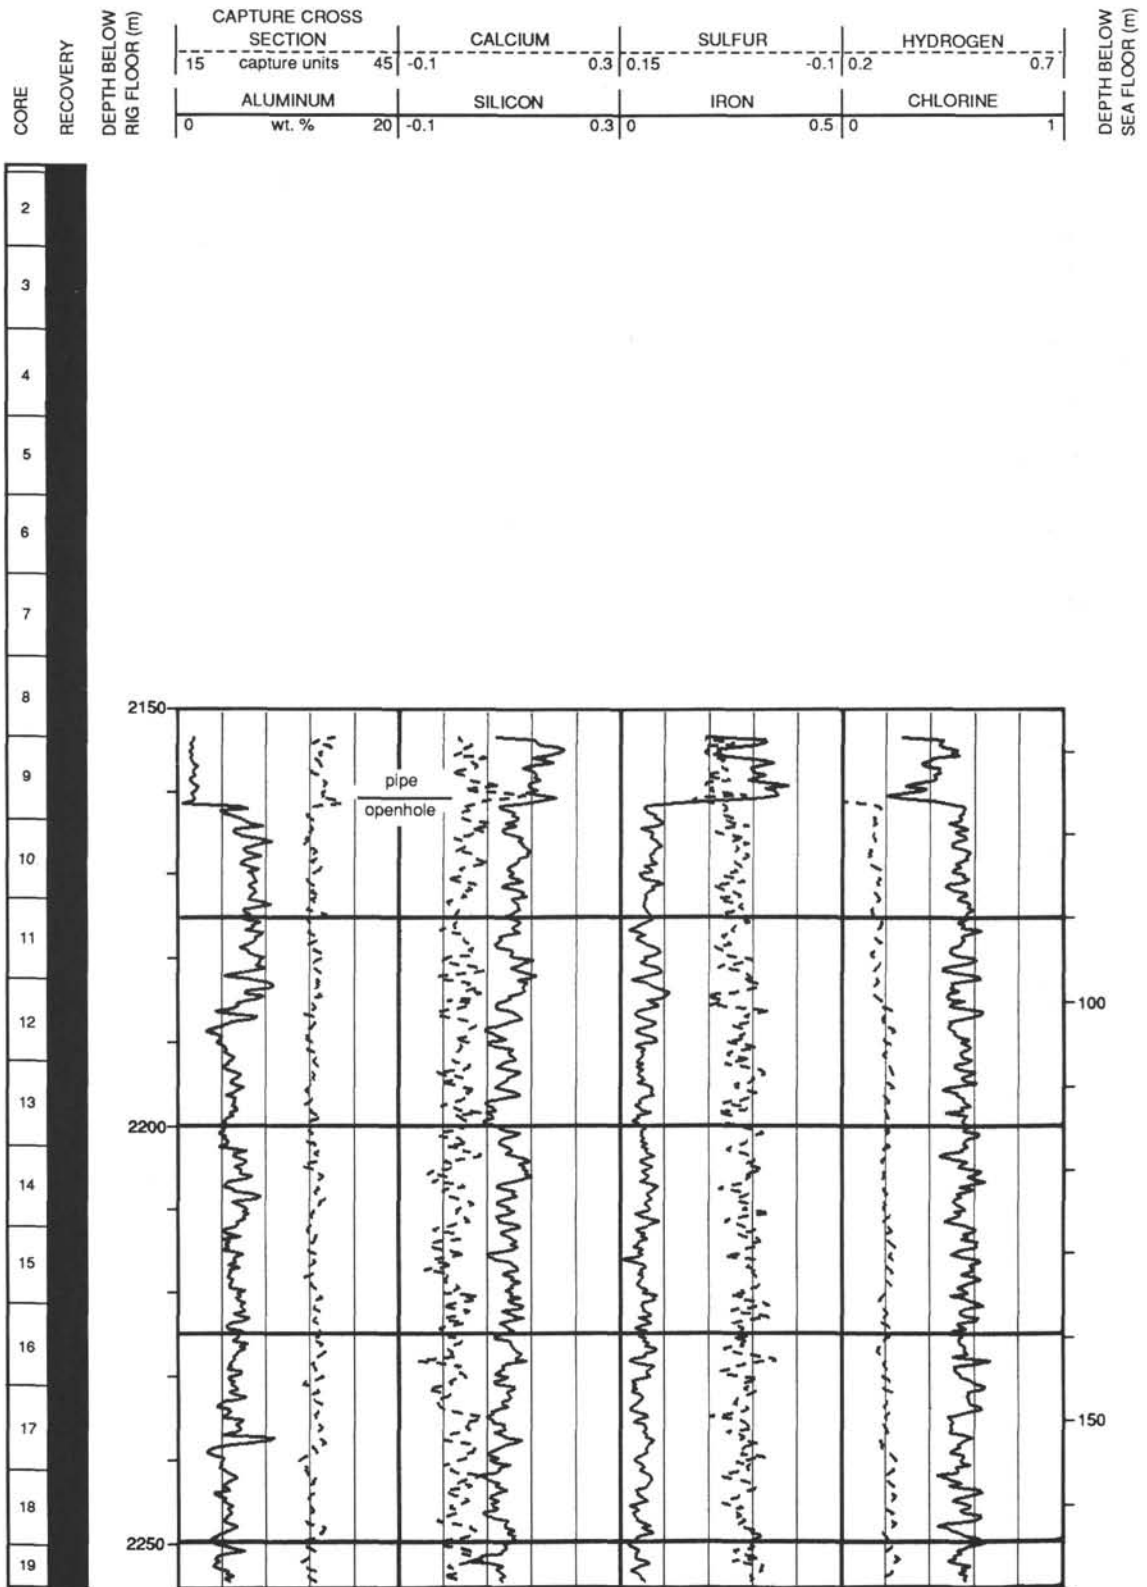 CORE
RECOVERY
DEPTH BELOW
RIG FLOOR (m)
CAPTURE CROSS
SECTION CALCIUM SULFUR HYDROGEN
15 capture units 45 -0.1 0.3 0.15 -0.1 0.2 0.7
ALUMINUM SILICON IRON CHLORINE
0 wt. % 20 -0.1 0.3 0 0.5 0 1
DEPTH BELOW
SEA FLOOR (m)
2
3
4
5
6
7
8
2150
9
pipe
openhole
10
11
12
100
13
2200
14
15
16
17
150
18
2250
19